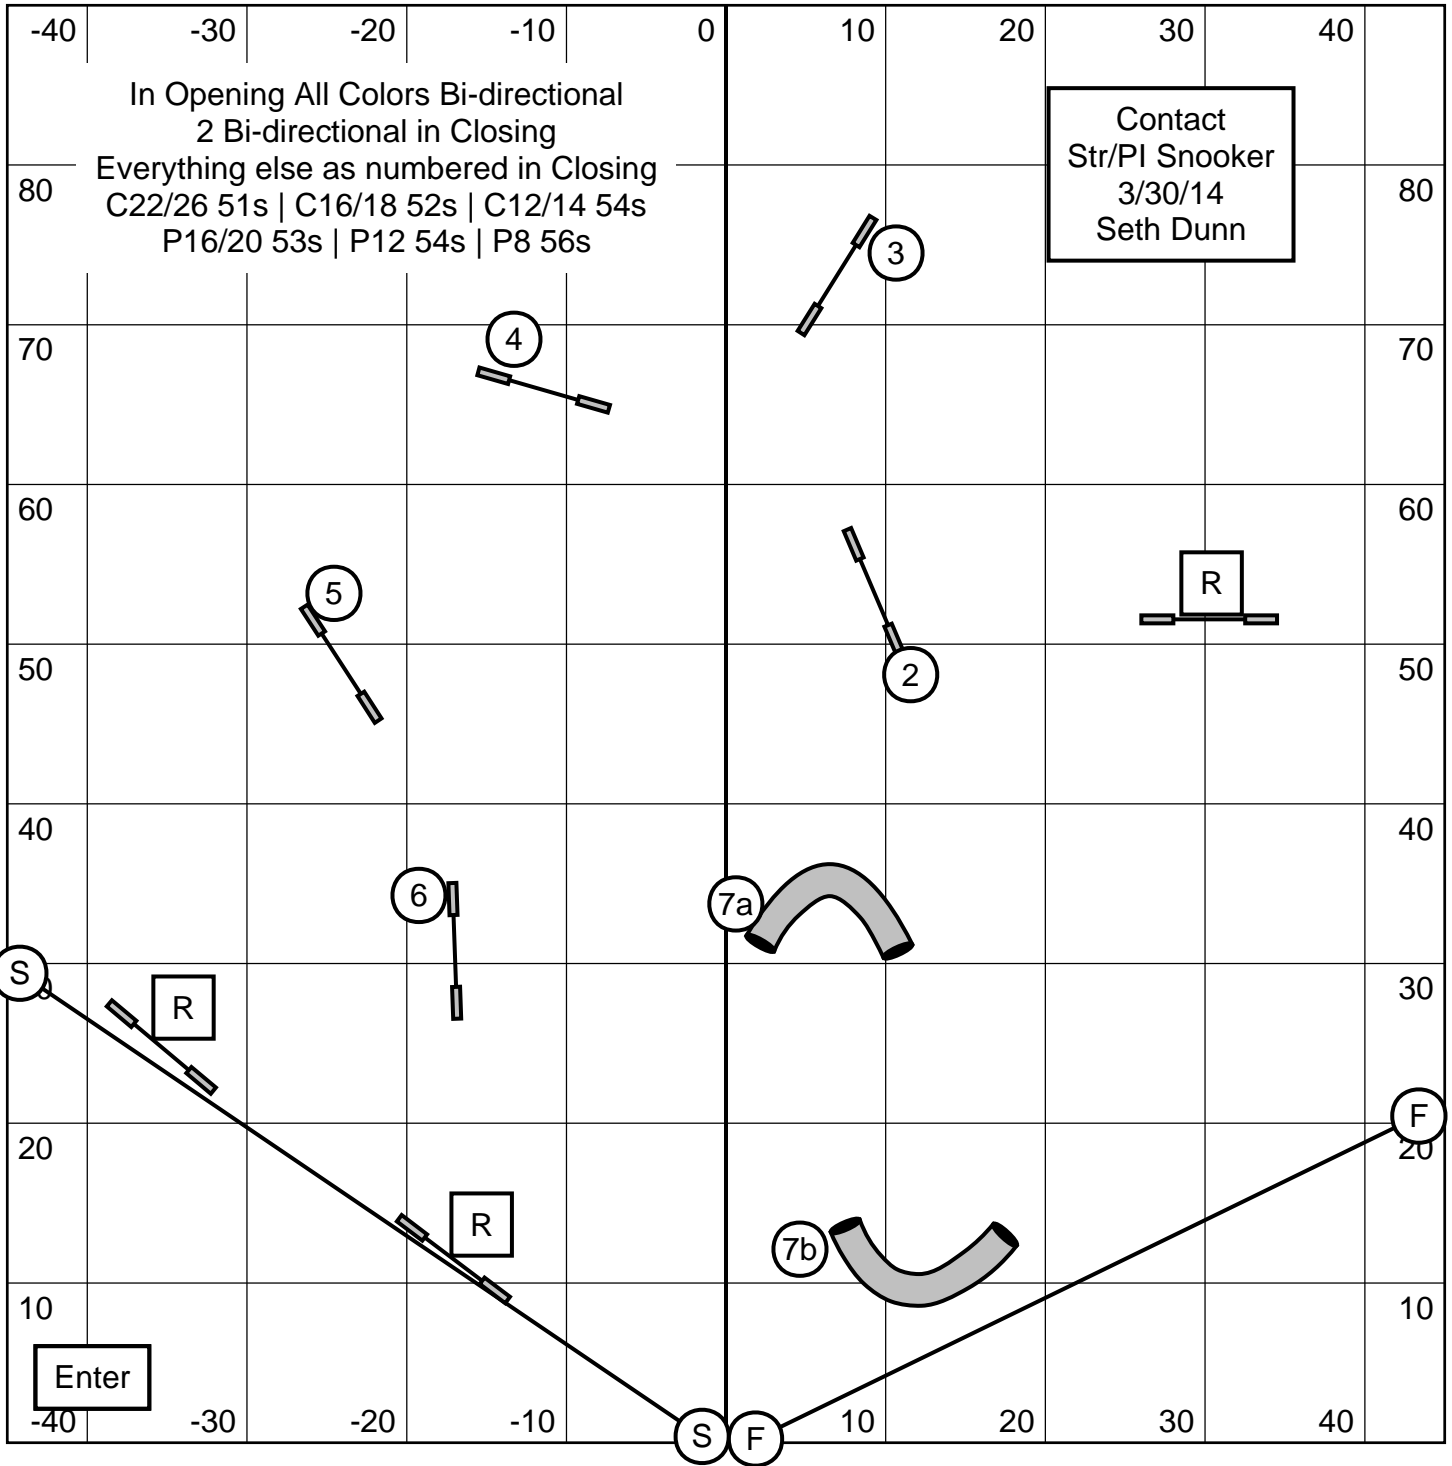 -40 -30 -20 -10 0 10 20 30 40
In Opening All Colors Bi-directional
2 Bi-directional in Closing
Everything else as numbered in Closing
C22/26 51s | C16/18 52s | C12/14 54s
P16/20 53s | P12 54s | P8 56s
Contact
Str/PI Snooker
3/30/14
Seth Dunn
80 80
3
4
70 70
60 60
5
R
2
50 50
40 40
6
7a
S
30
R
F
20 20
R
7b
10 10
Enter
-40 -30 -20 -10 10 20 30 40
S F